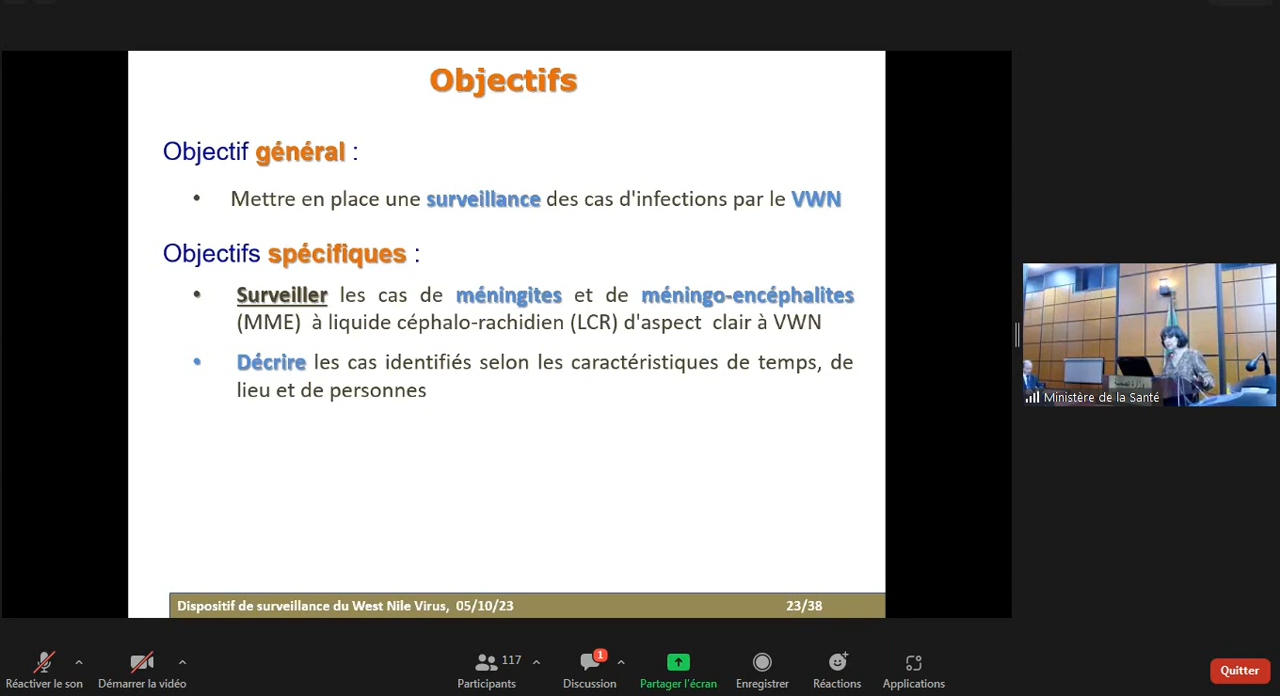 Objectifs
Objectif général :
• Mettre en place une surveillance des cas d'infections par le VWN
Objectifs spécifiques :
• Surveiller les cas de méningites et de méningo-encéphalites
(MME) à liquide céphalo-rachidien (LCR) d'aspect clair à VWN
• Décrire les cas identifiés selon les caractéristiques de temps, de
lieu et de personnes
Dispositif de surveillance du West Nile Virus, 05/10/23 23/38
وزارة الصحة
Ministère de la Santé
117
1
Réactiver le son
Démarrer la vidéo
Participants
Discussion
Partager l'écran
Enregistrer
Réactions
Applications
Quitter